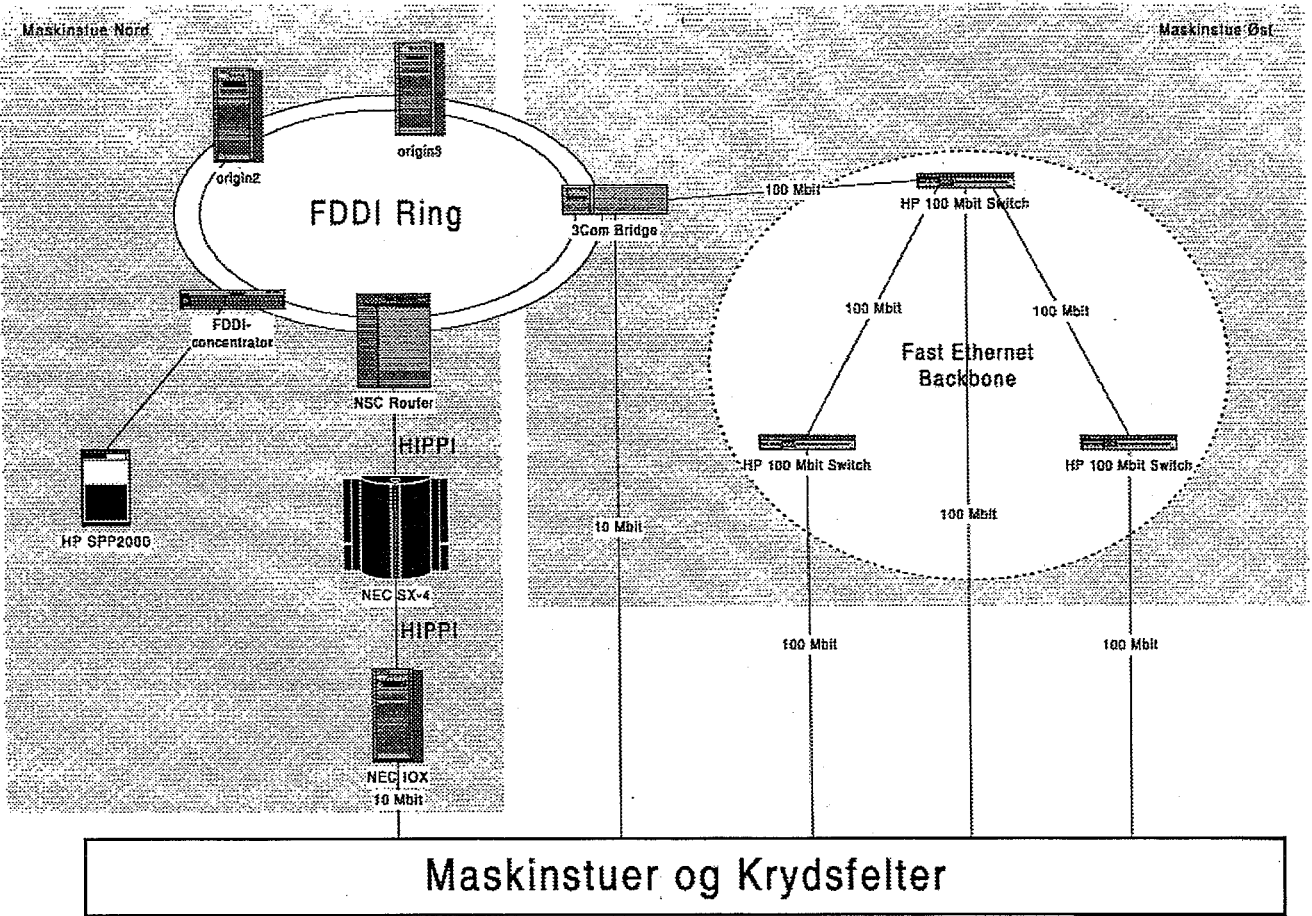 Maskinstue Nord
Maskinstue Øst
origin2
origin3
FDDI Ring
3Com Bridge
100 Mbit
HP 100 Mbit Switch
FDDI-
concentrator
NSC Router
100 Mbit
100 Mbit
Fast Ethernet
Backbone
HIPPI
HP 100 Mbit Switch
HP 100 Mbit Switch
HP SPP2000
10 Mbit
100 Mbit
NEC SX-4
HIPPI
100 Mbit
100 Mbit
NEC IOX
10 Mbit
Maskinstuer og Krydsfelter